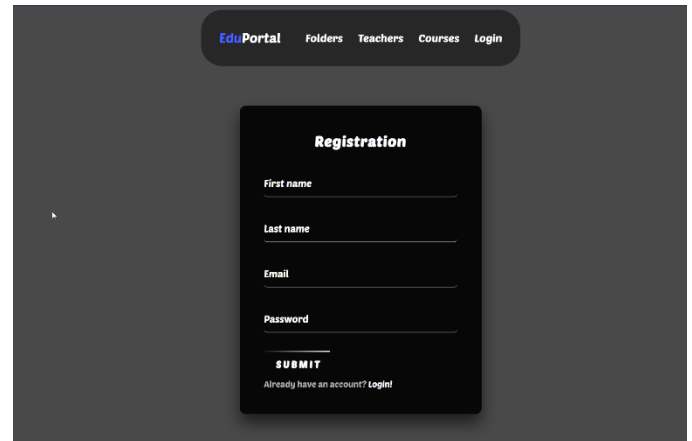 EduPortal Folders Teachers Courses Login
Registration
First name
Last name
Email
Password
SUBMIT
Already have an account? Login!